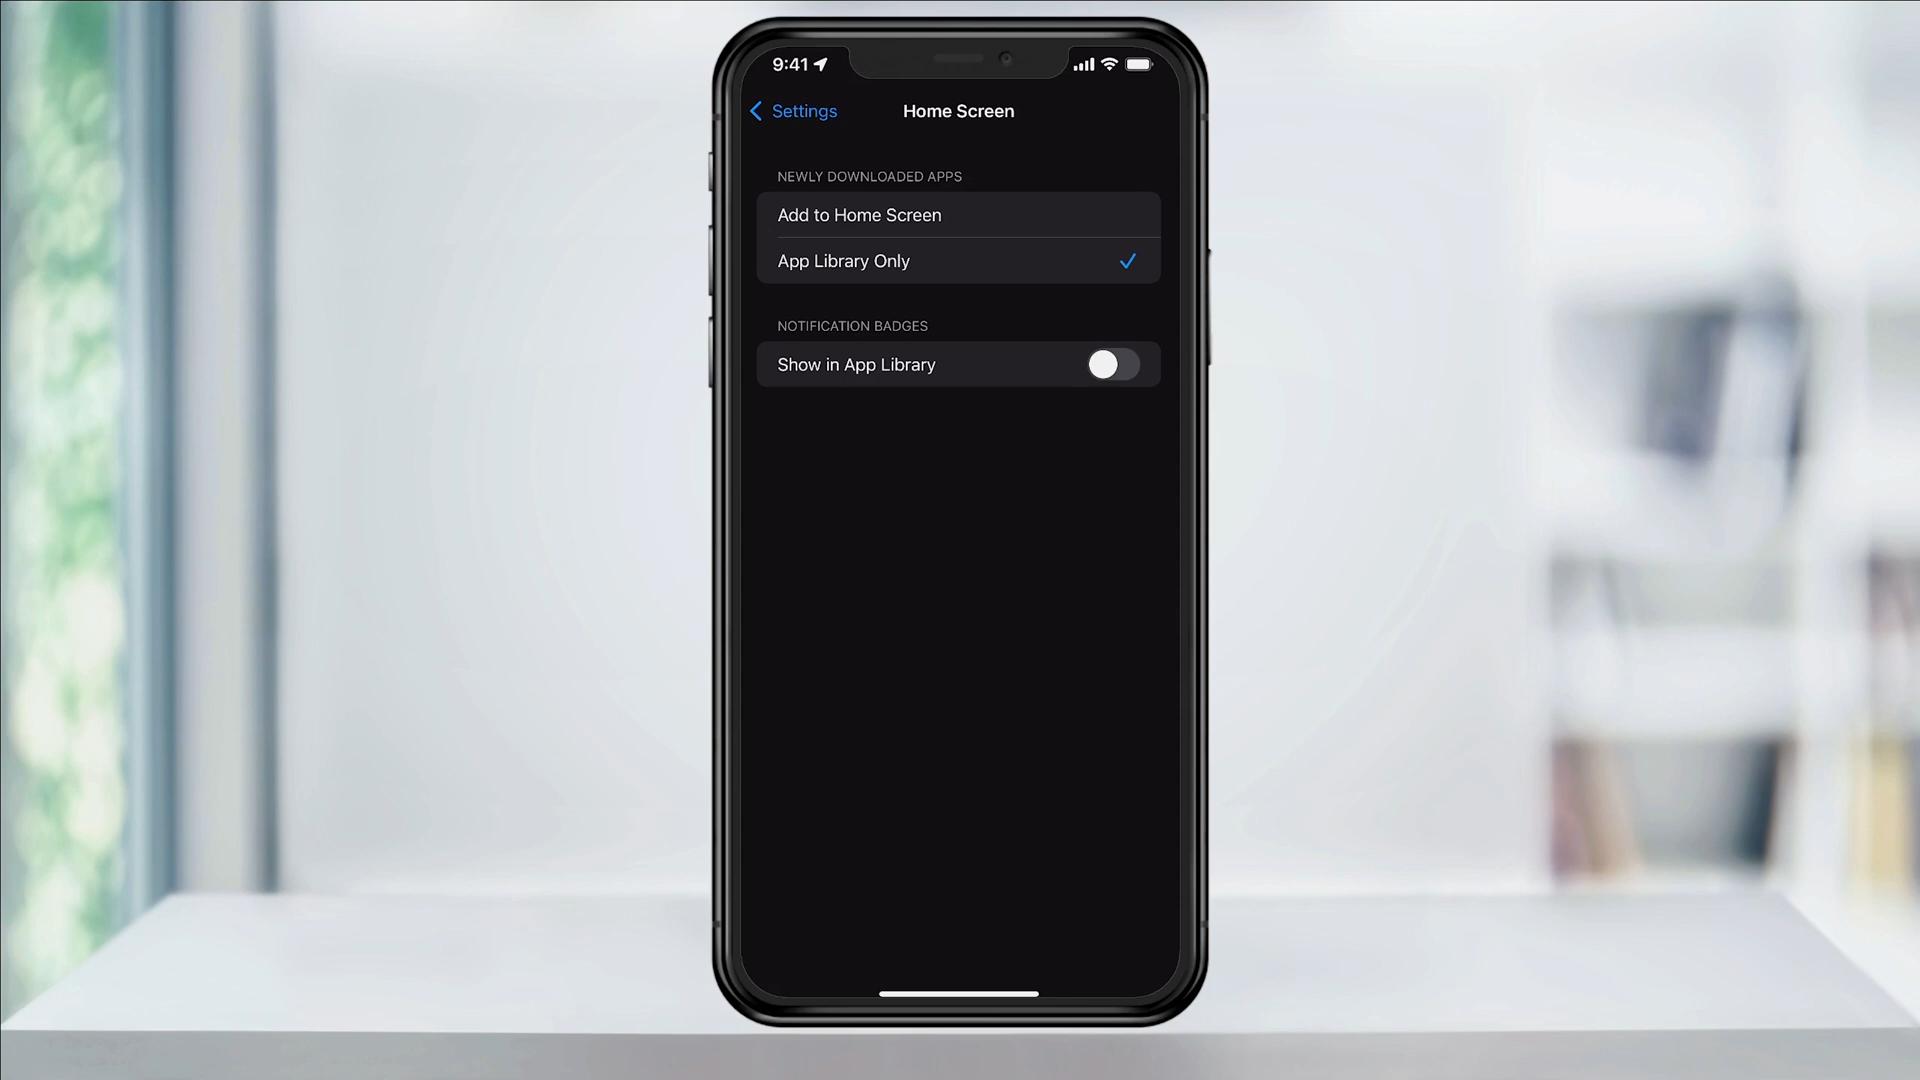 9:41
Settings
Home Screen
NEWLY DOWNLOADED APPS
Add to Home Screen
App Library Only
NOTIFICATION BADGES
Show in App Library